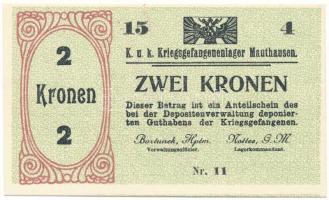 15 4
2
Kronen
2
K. u. k. Kriegsgefangenenlager Mauthausen.
ZWEI KRONEN
Dieser Betrag ist ein Anteilschein des
bei der Depositenverwaltung deponier-
ten Guthabens der Kriegsgefangenen.
Bortunek, Hptm. Nottes, G. M.
Verwaltungsoffizier. Lagerkommandant.
Nr. 11